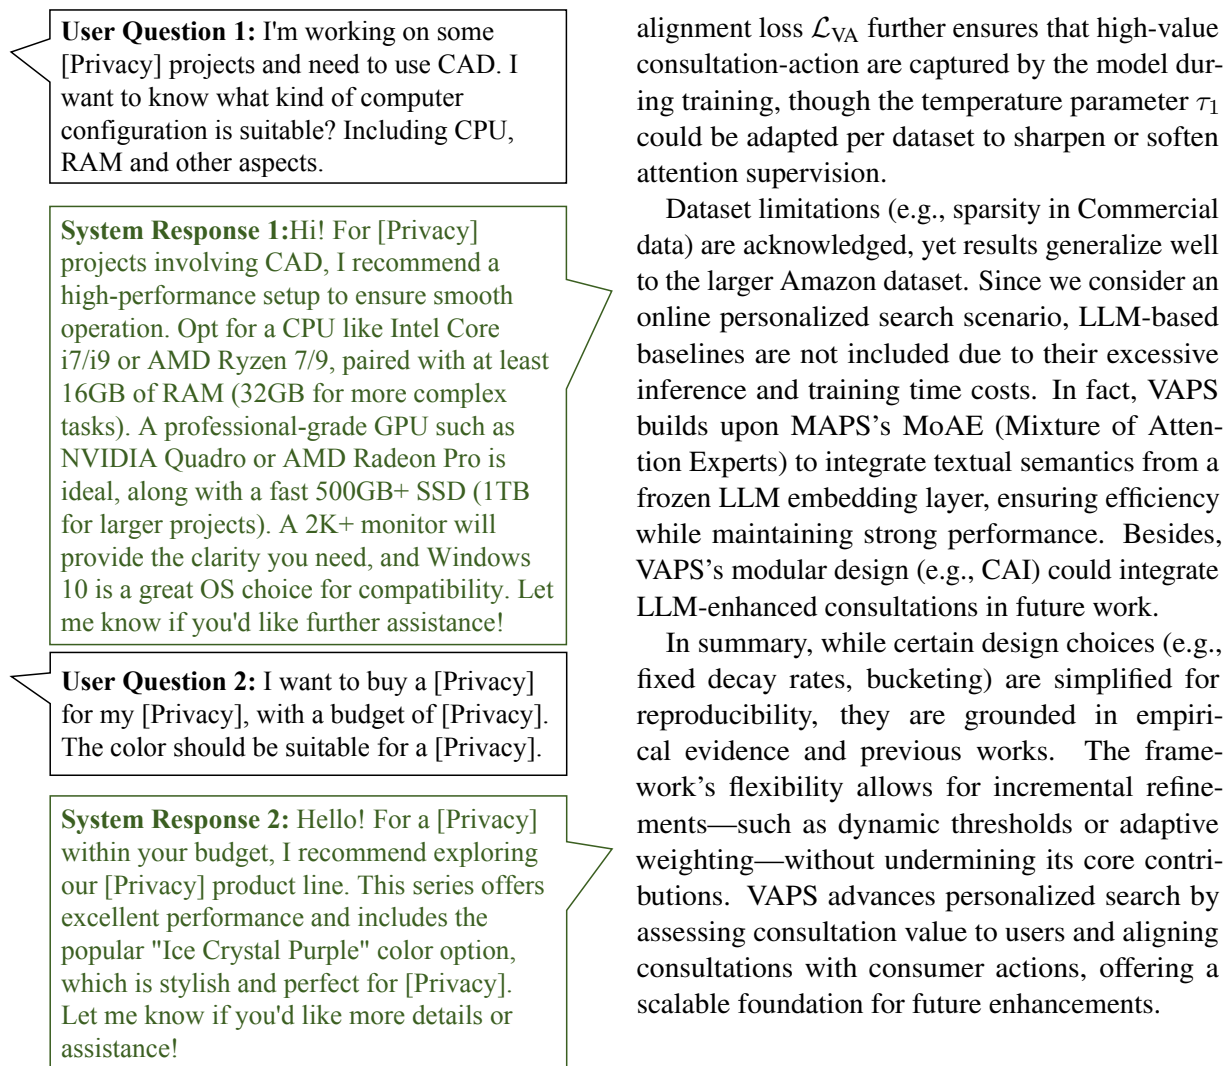 User Question 1: I'm working on some
[Privacy] projects and need to use CAD. I
want to know what kind of computer
configuration is suitable? Including CPU,
RAM and other aspects.
System Response 1:Hi! For [Privacy]
projects involving CAD, I recommend a
high-performance setup to ensure smooth
operation. Opt for a CPU like Intel Core
i7/i9 or AMD Ryzen 7/9, paired with at least
16GB of RAM (32GB for more complex
tasks). A professional-grade GPU such as
NVIDIA Quadro or AMD Radeon Pro is
ideal, along with a fast 500GB+ SSD (1TB
for larger projects). A 2K+ monitor will
provide the clarity you need, and Windows
10 is a great OS choice for compatibility. Let
me know if you'd like further assistance!
User Question 2: I want to buy a [Privacy]
for my [Privacy], with a budget of [Privacy].
The color should be suitable for a [Privacy].
System Response 2: Hello! For a [Privacy]
within your budget, I recommend exploring
our [Privacy] product line. This series offers
excellent performance and includes the
popular "Ice Crystal Purple" color option,
which is stylish and perfect for [Privacy].
Let me know if you'd like more details or
assistance!
alignment loss 𝓛VA further ensures that high-value
consultation-action are captured by the model dur-
ing training, though the temperature parameter τ1
could be adapted per dataset to sharpen or soften
attention supervision.
Dataset limitations (e.g., sparsity in Commercial
data) are acknowledged, yet results generalize well
to the larger Amazon dataset. Since we consider an
online personalized search scenario, LLM-based
baselines are not included due to their excessive
inference and training time costs. In fact, VAPS
builds upon MAPS's MoAE (Mixture of Atten-
tion Experts) to integrate textual semantics from a
frozen LLM embedding layer, ensuring efficiency
while maintaining strong performance. Besides,
VAPS's modular design (e.g., CAI) could integrate
LLM-enhanced consultations in future work.
In summary, while certain design choices (e.g.,
fixed decay rates, bucketing) are simplified for
reproducibility, they are grounded in empiri-
cal evidence and previous works. The frame-
work's flexibility allows for incremental refine-
ments—such as dynamic thresholds or adaptive
weighting—without undermining its core contri-
butions. VAPS advances personalized search by
assessing consultation value to users and aligning
consultations with consumer actions, offering a
scalable foundation for future enhancements.